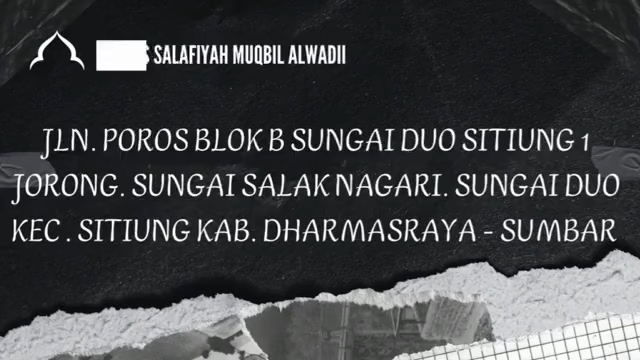 SALAFIYAH MUQBIL ALWADII
JLN. POROS BLOK B SUNGAI DUO SITIUNG 1
JORONG. SUNGAI SALAK NAGARI. SUNGAI DUO
KEC . SITIUNG KAB. DHARMASRAYA - SUMBAR